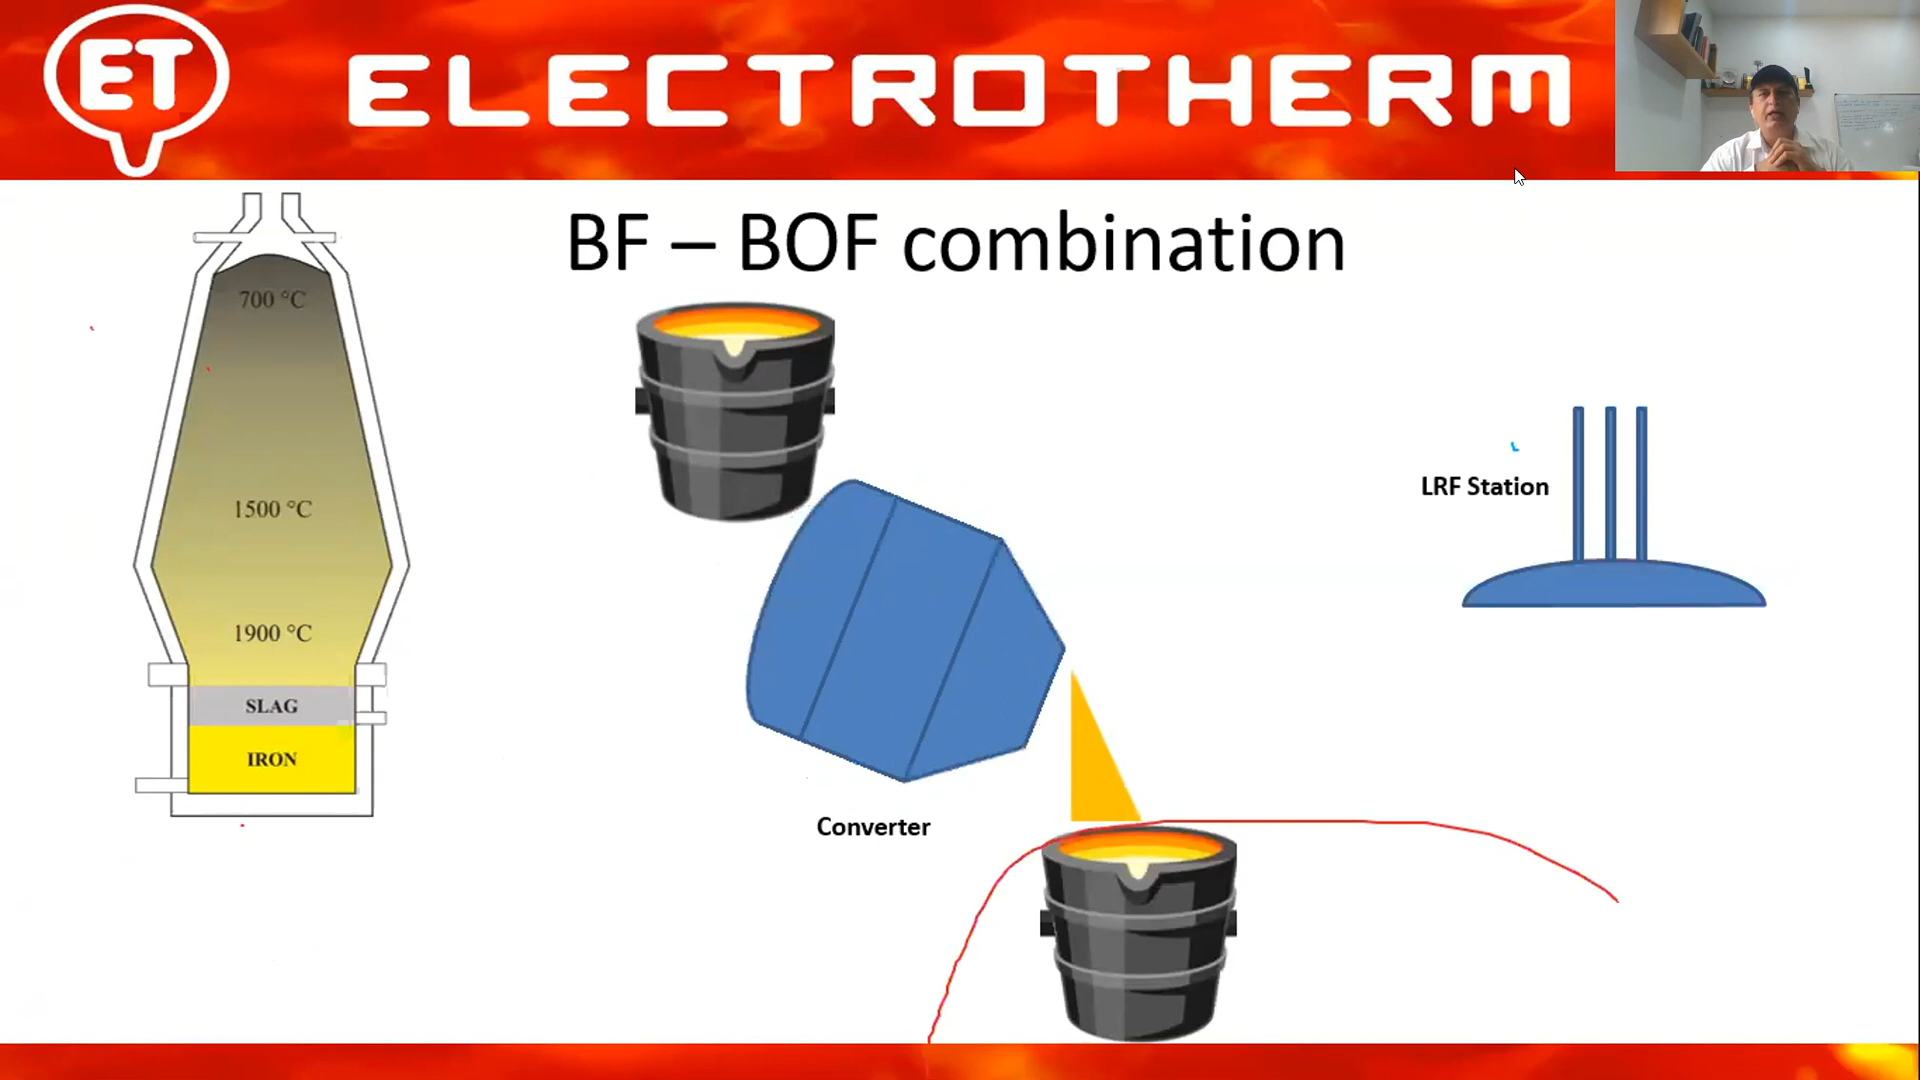 ET
ELECTROTHERM
BF – BOF combination
700 °C
1500 °C
1900 °C
SLAG
IRON
Converter
LRF Station